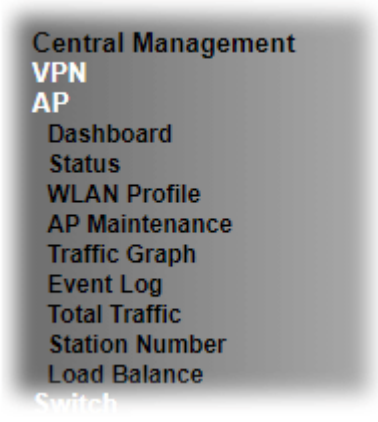 Central Management
VPN
AP
Dashboard
Status
WLAN Profile
AP Maintenance
Traffic Graph
Event Log
Total Traffic
Station Number
Load Balance
Switch